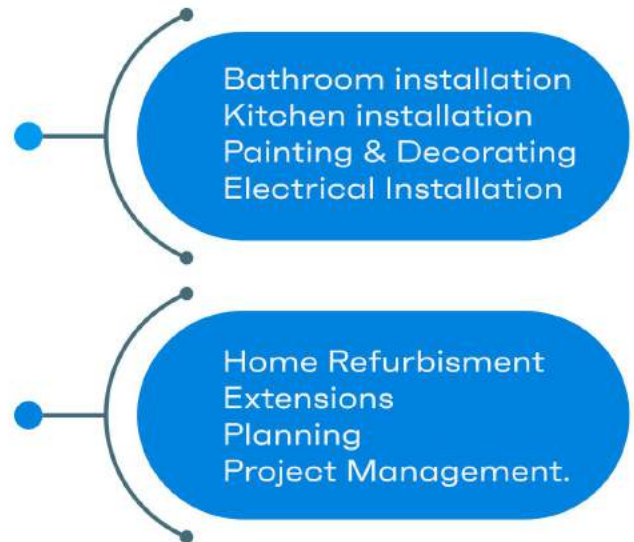 Bathroom installation
Kitchen installation
Painting & Decorating
Electrical Installation
Home Refurbisment
Extensions
Planning
Project Management.